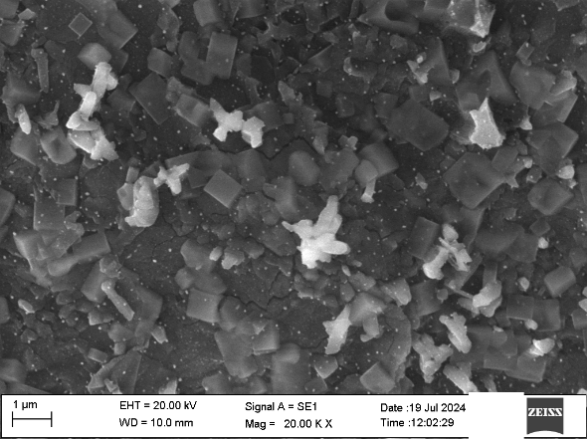 1 µm
EHT = 20.00 kV
WD = 10.0 mm
Signal A = SE1
Mag = 20.00 K X
Date :19 Jul 2024
Time :12:02:29
ZEISS